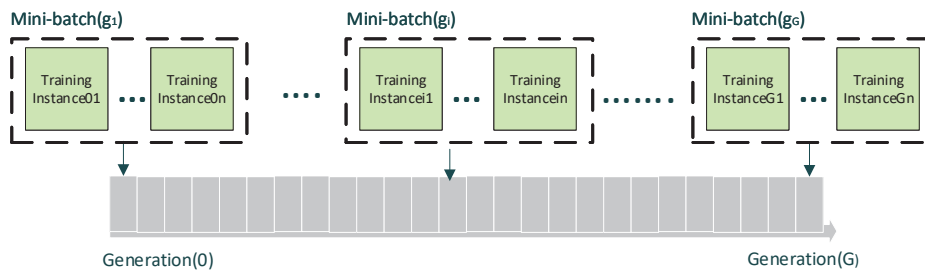 Mini-batch(g1)
Mini-batch(gi)
Mini-batch(gG)
Training
Instance01
Training
Instance0n
Training
Instancei1
Training
Instancein
Training
InstanceG1
Training
InstanceGn
Generation(0)
Generation(G)